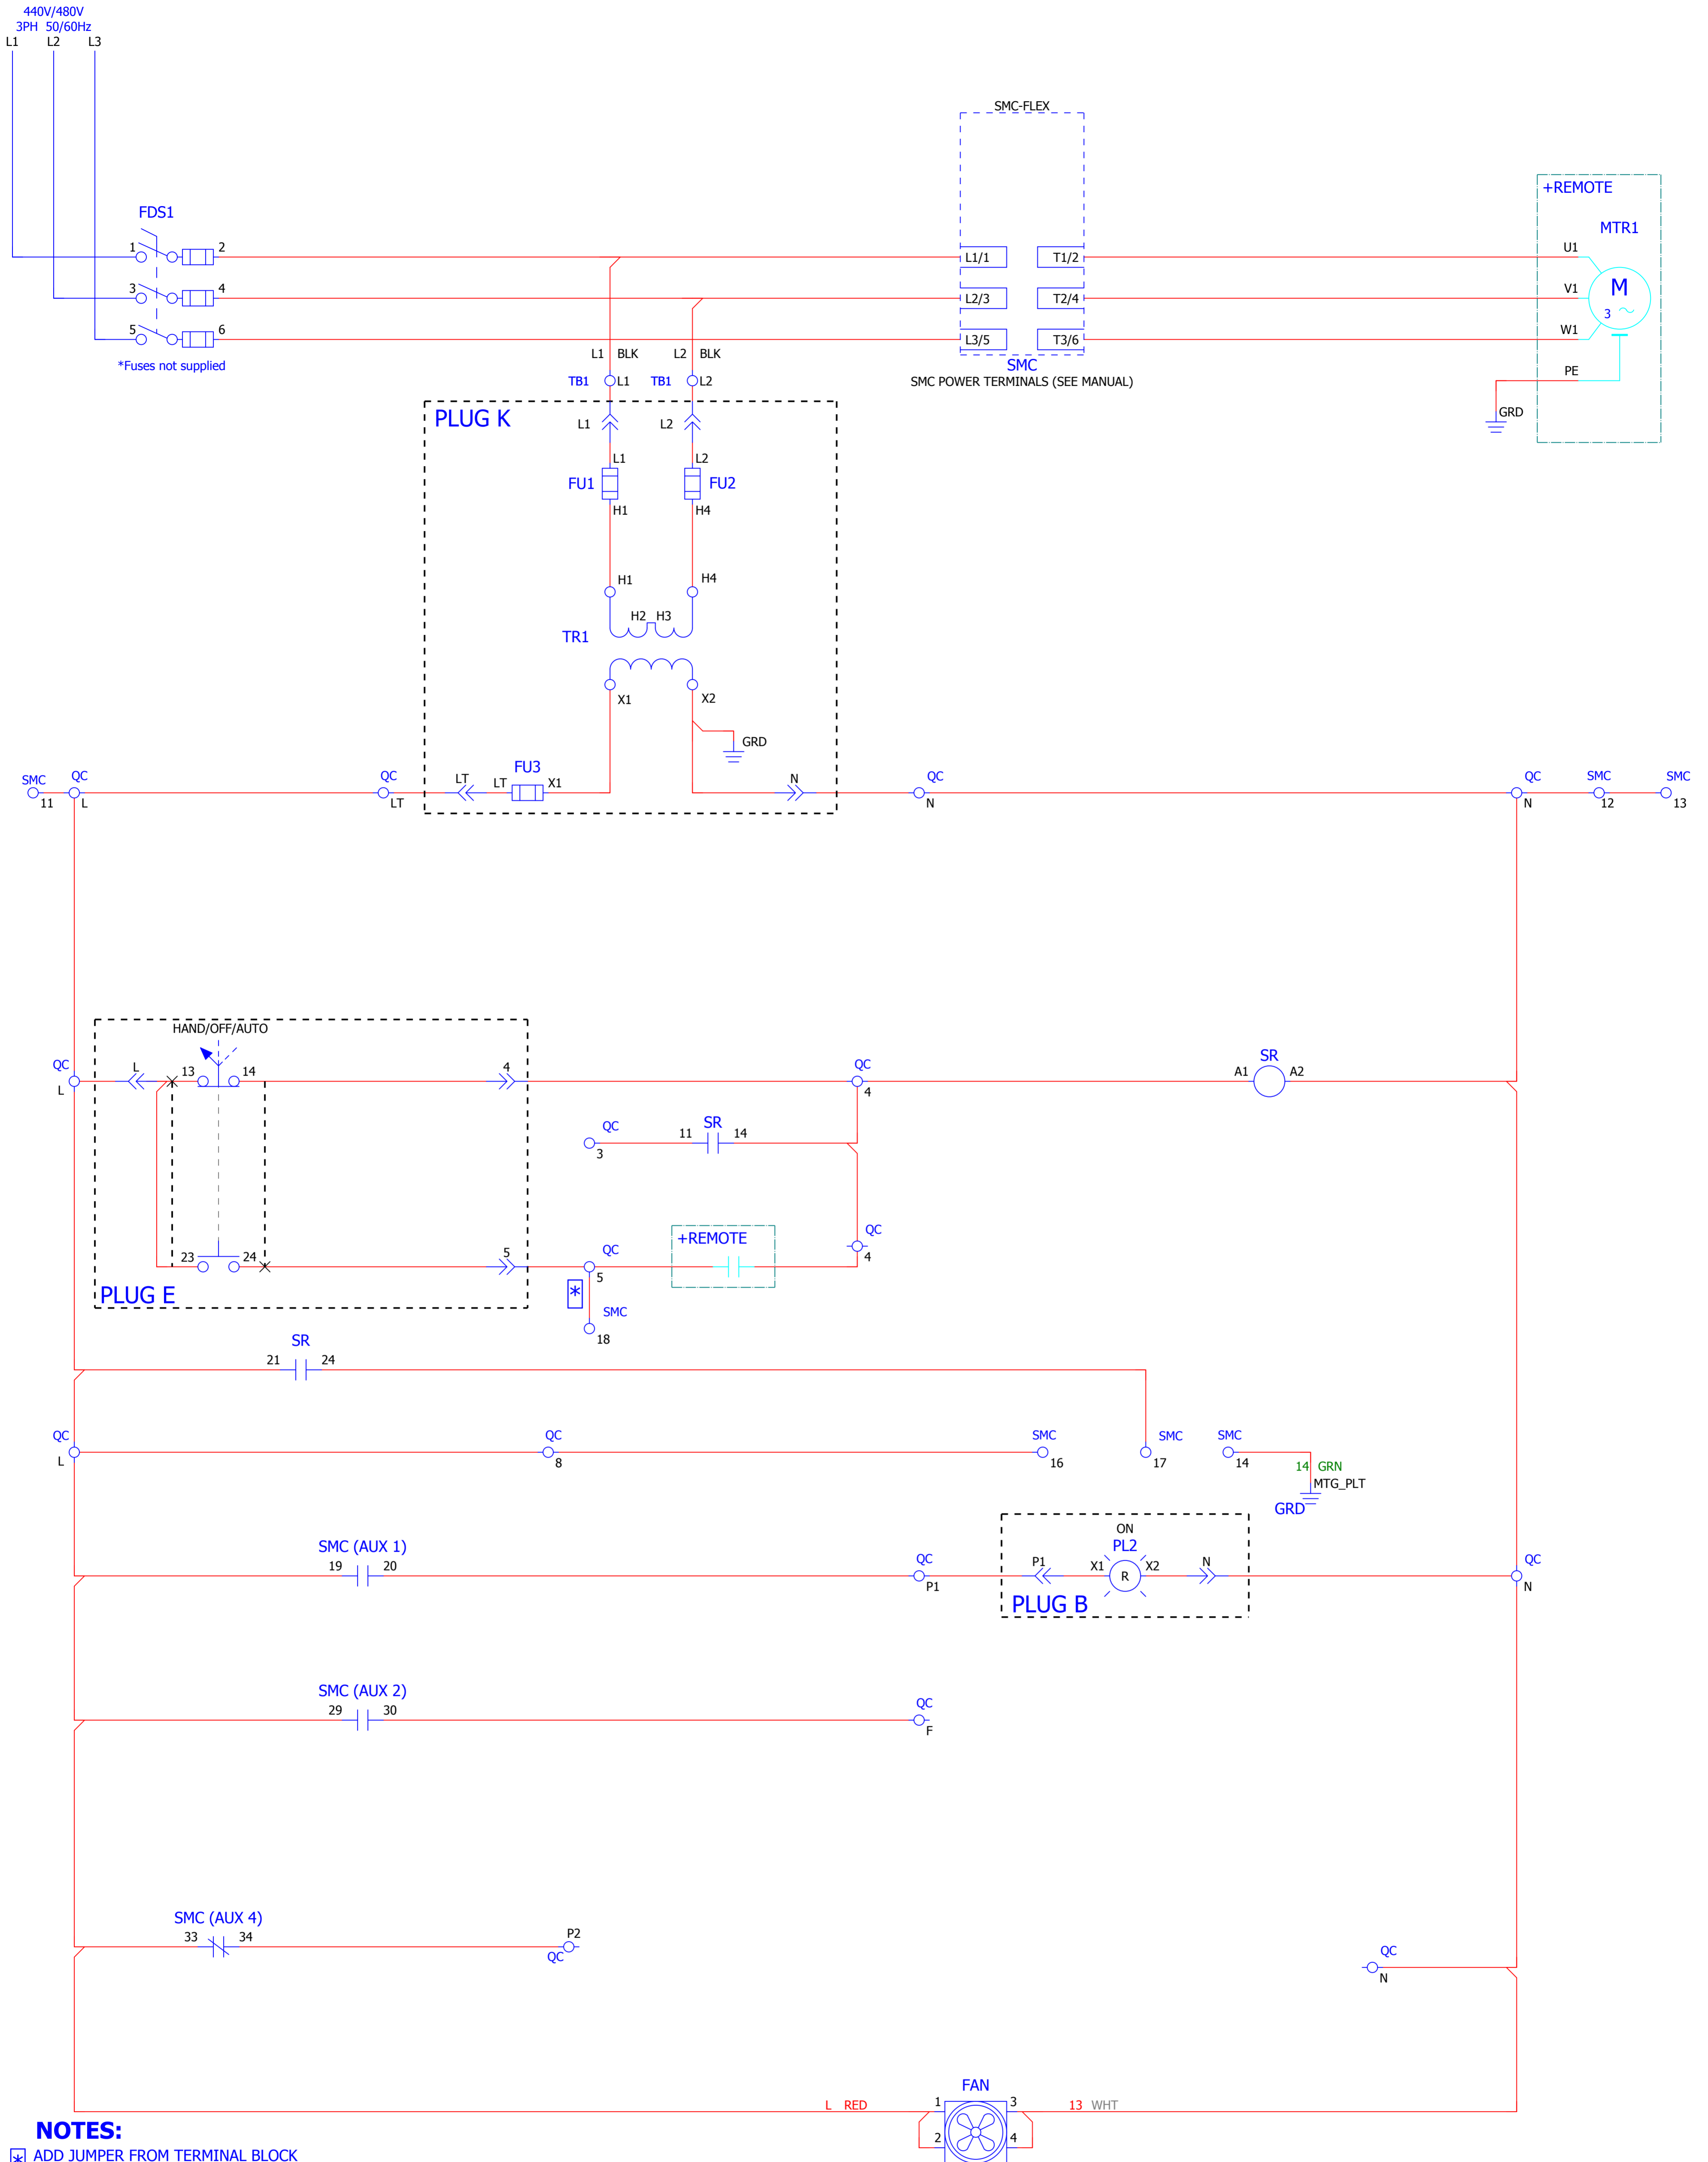 440V/480V
3PH 50/60Hz
L1 L2 L3
SMC-FLEX
+REMOTE
FDS1
MTR1
1 2
L1/1 T1/2
U1
3 4
L2/3 T2/4
V1
M
3
5 6
L3/5 T3/6
W1
*Fuses not supplied
L1 BLK L2 BLK
SMC
SMC POWER TERMINALS (SEE MANUAL)
PE
TB1 L1 TB1 L2
GRD
PLUG K
L1 L2
L1 L2
FU1 FU2
H1 H4
H1 H4
H2 H3
TR1
X1 X2
GRD
SMC QC QC LT LT FU3 X1 N QC QC SMC SMC
11 L LT N N 12 13
HAND/OFF/AUTO
QC L 13 14 4 QC SR
L 4 A1 A2
QC SR
3 11 14
+REMOTE
QC
4
23 24 5 QC
5
PLUG E
*
SMC
18
SR
21 24
QC QC SMC SMC SMC
L 8 16 17 14
14 GRN
MTG_PLT
GRD
ON
SMC (AUX 1) PL2
19 20 QC P1 X1 R X2 N QC
P1 N
PLUG B
SMC (AUX 2)
29 30 QC
F
SMC (AUX 4)
33 34 P2
QC
QC
N
FAN
L RED 1 3 13 WHT
2 4
NOTES:
* ADD JUMPER FROM TERMINAL BLOCK